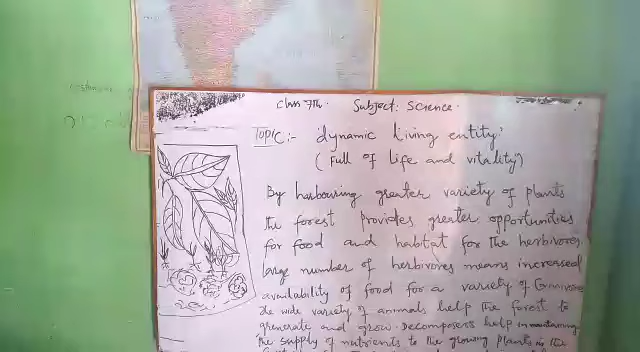 Class 7th. Subject: Science.
Topic:- dynamic living entity'
(Full of life and vitality)
By harbouring greater variety of plants
the forest provides greater opportunities
for food and habitat for the herbivores
large number of herbivores means increased
availability of food for a variety of Carnivores
The wide variety of animals help the forest to
generate and grow. Decomposers help in maintaining
the supply of nutrients to the growing plants in the